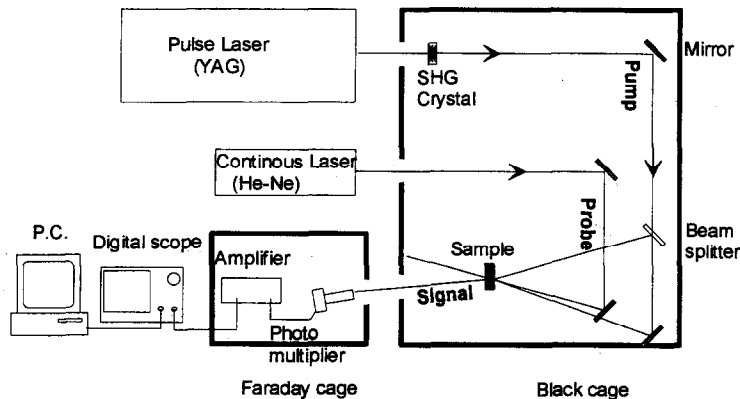 Pulse Laser
(YAG)
SHG
Crystal
Mirror
Pump
Continous Laser
(He-Ne)
Probe
Beam
splitter
P.C.
Digital scope
Amplifier
Sample
Signal
Photo
multiplier
Faraday cage
Black cage